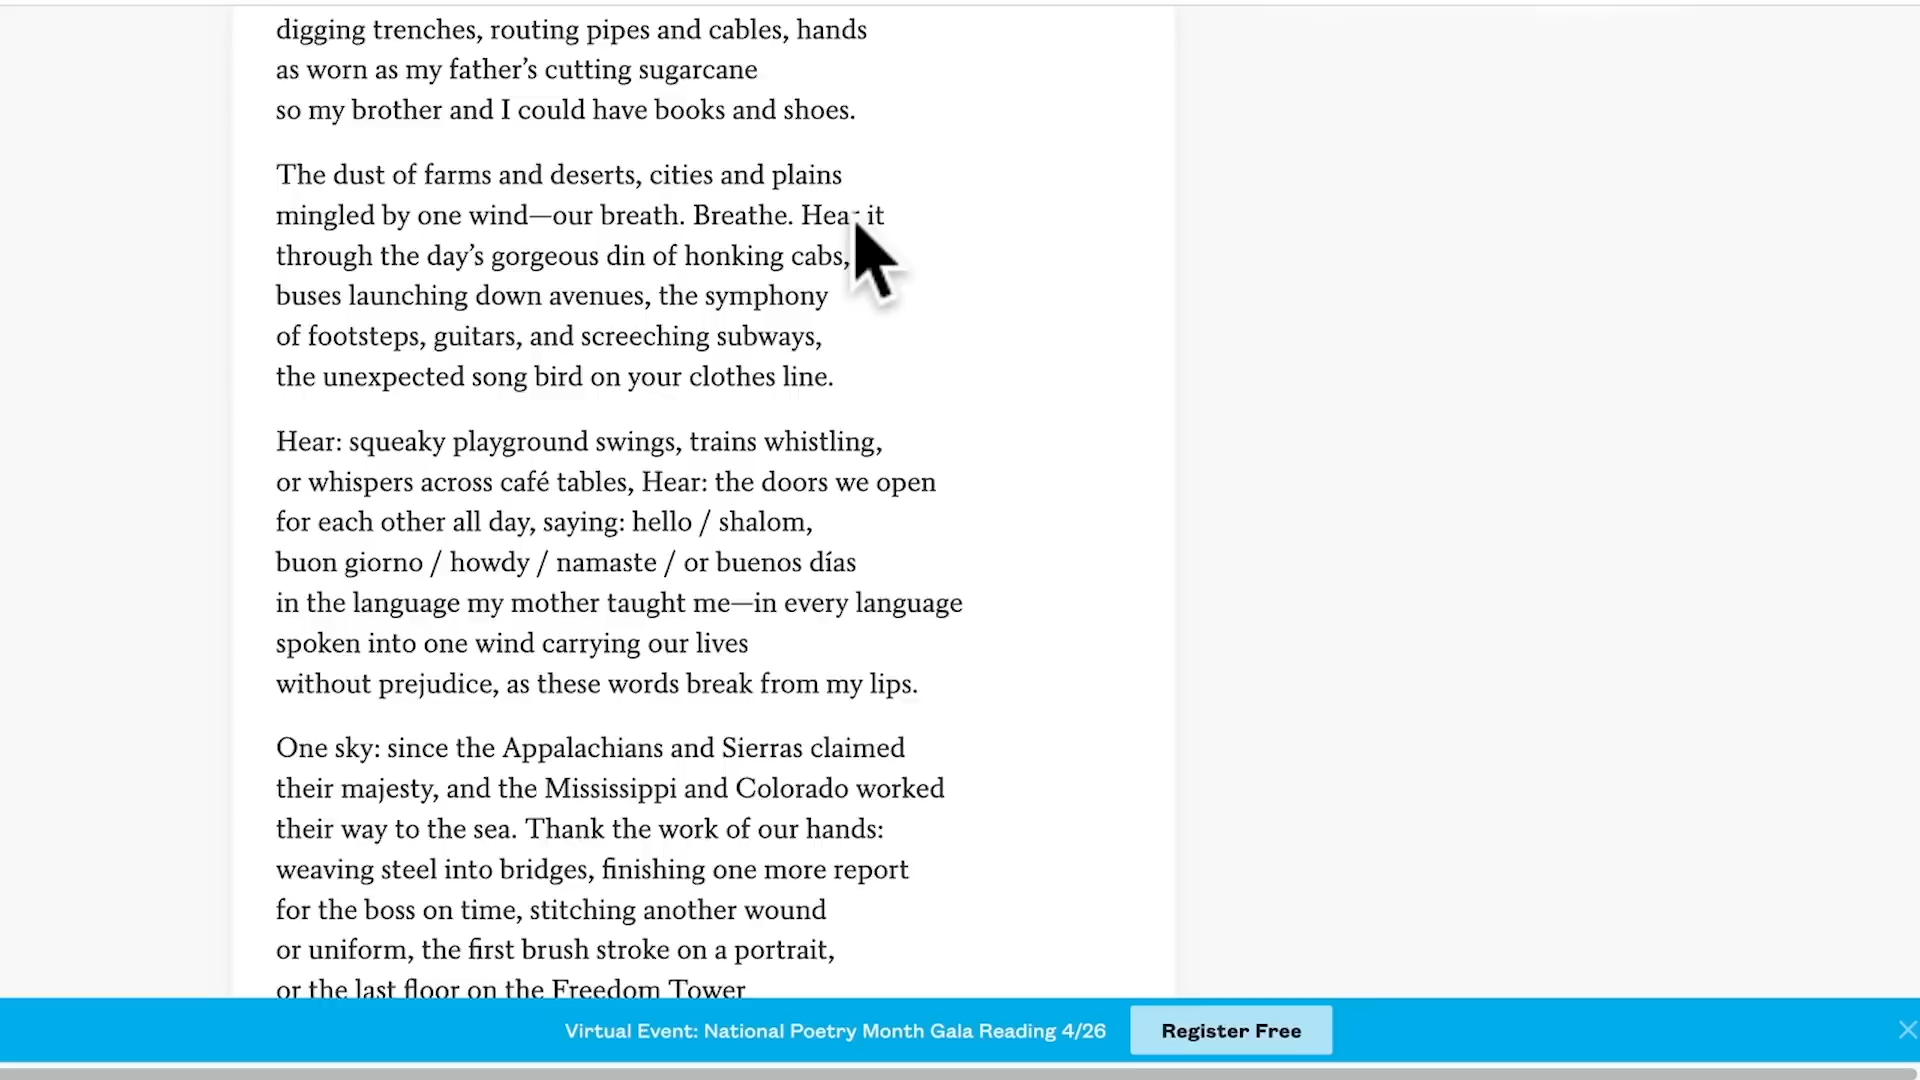 digging trenches, routing pipes and cables, hands
as worn as my father’s cutting sugarcane
so my brother and I could have books and shoes.
The dust of farms and deserts, cities and plains
mingled by one wind—our breath. Breathe. Hear it
through the day’s gorgeous din of honking cabs,
buses launching down avenues, the symphony
of footsteps, guitars, and screeching subways,
the unexpected song bird on your clothes line.
Hear: squeaky playground swings, trains whistling,
or whispers across café tables, Hear: the doors we open
for each other all day, saying: hello / shalom,
buon giorno / howdy / namaste / or buenos días
in the language my mother taught me—in every language
spoken into one wind carrying our lives
without prejudice, as these words break from my lips.
One sky: since the Appalachians and Sierras claimed
their majesty, and the Mississippi and Colorado worked
their way to the sea. Thank the work of our hands:
weaving steel into bridges, finishing one more report
for the boss on time, stitching another wound
or uniform, the first brush stroke on a portrait,
or the last floor on the Freedom Tower
Virtual Event: National Poetry Month Gala Reading 4/26 Register Free